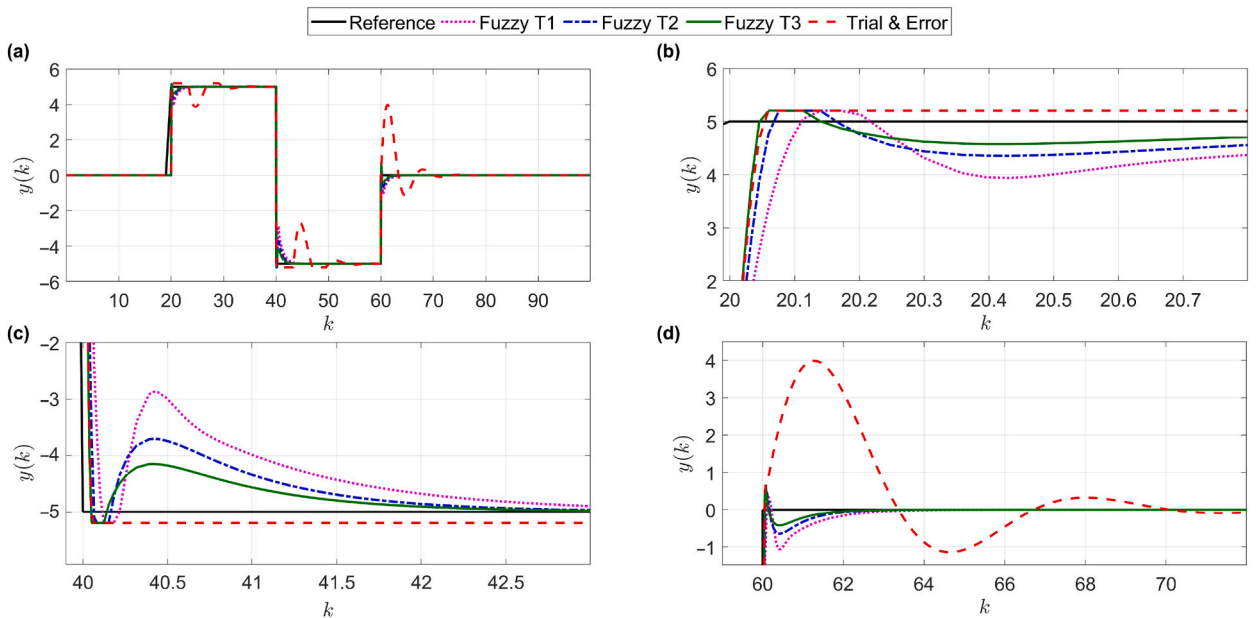 Reference Fuzzy T1 Fuzzy T2 Fuzzy T3 Trial & Error
(a)
6
4
2
0
−2
−4
−6
y(k)
10 20 30 40 50 60 70 80 90
k
(b)
6
5
4
3
2
y(k)
20 20.1 20.2 20.3 20.4 20.5 20.6 20.7
k
(c)
−2
−3
−4
−5
−6
y(k)
40 40.5 41 41.5 42 42.5
k
(d)
4
3
2
1
0
−1
y(k)
60 62 64 66 68 70
k